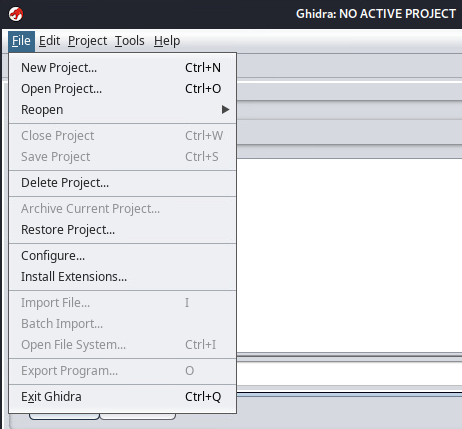 Ghidra: NO ACTIVE PROJECT
File Edit Project Tools Help
New Project... Ctrl+N
Open Project... Ctrl+O
Reopen
Close Project Ctrl+W
Save Project Ctrl+S
Delete Project...
Archive Current Project...
Restore Project...
Configure...
Install Extensions...
Import File... I
Batch Import...
Open File System... Ctrl+I
Export Program... O
Exit Ghidra Ctrl+Q